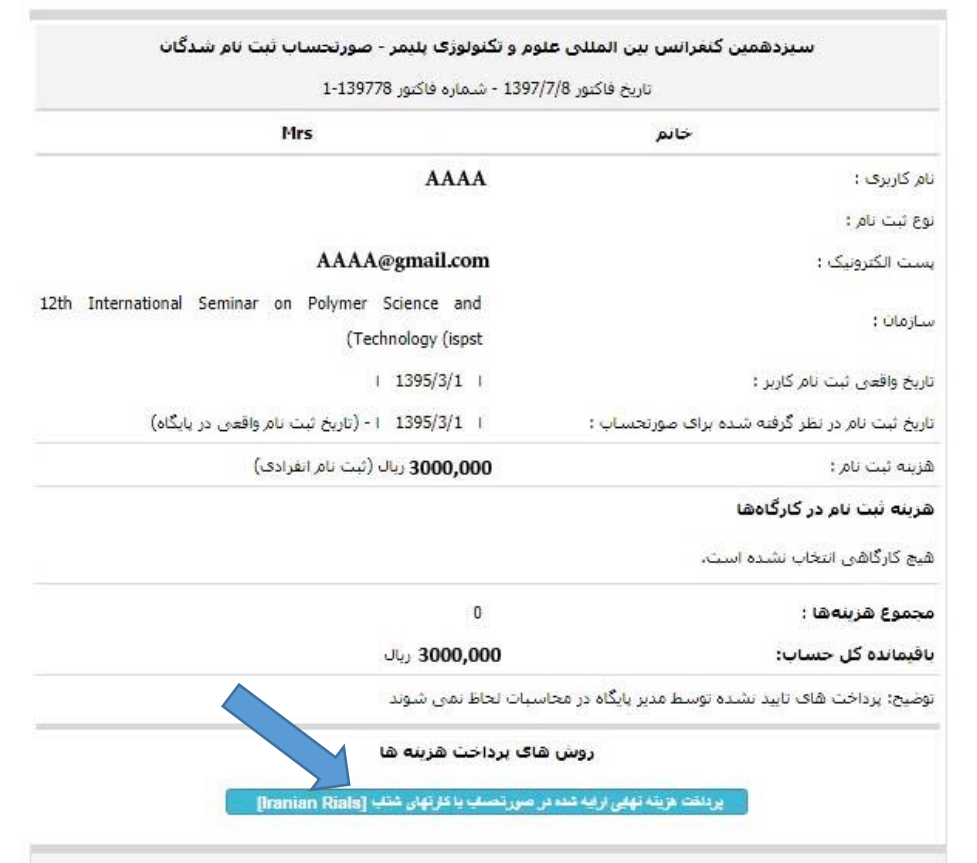 سیزدهمین کنفرانس بین المللی علوم و تکنولوژی پلیمر - صورتحساب ثبت نام شدگان
تاریخ فاکتور 1397/7/8 - شماره فاکتور 139778-1
خانم Mrs
نام کاربری : AAAA
نوع ثبت نام :
پست الکترونیک : AAAA@gmail.com
سازمان : 12th International Seminar on Polymer Science and
(Technology (ispst
تاریخ واقعی ثبت نام کاربر : ا 1395/3/1 ا
تاریخ ثبت نام در نظر گرفته شده برای صورتحساب : ا 1395/3/1 ا - (تاریخ ثبت نام واقعی در پایگاه)
هزینه ثبت نام : 3000,000 ریال (ثبت نام انفرادی)
هزینه ثبت نام در کارگاه‌ها
هیچ کارگاهی انتخاب نشده است.
مجموع هزینه‌ها : 0
باقیمانده کل حساب: 3000,000 ریال
توضیح: پرداخت های تایید نشده توسط مدیر پایگاه در محاسبات لحاظ نمی شوند
روش های پرداخت هزینه ها
پرداخت هزینه نهایی ارایه شده در صورتحساب با کارتهای شتاب [Iranian Rials]